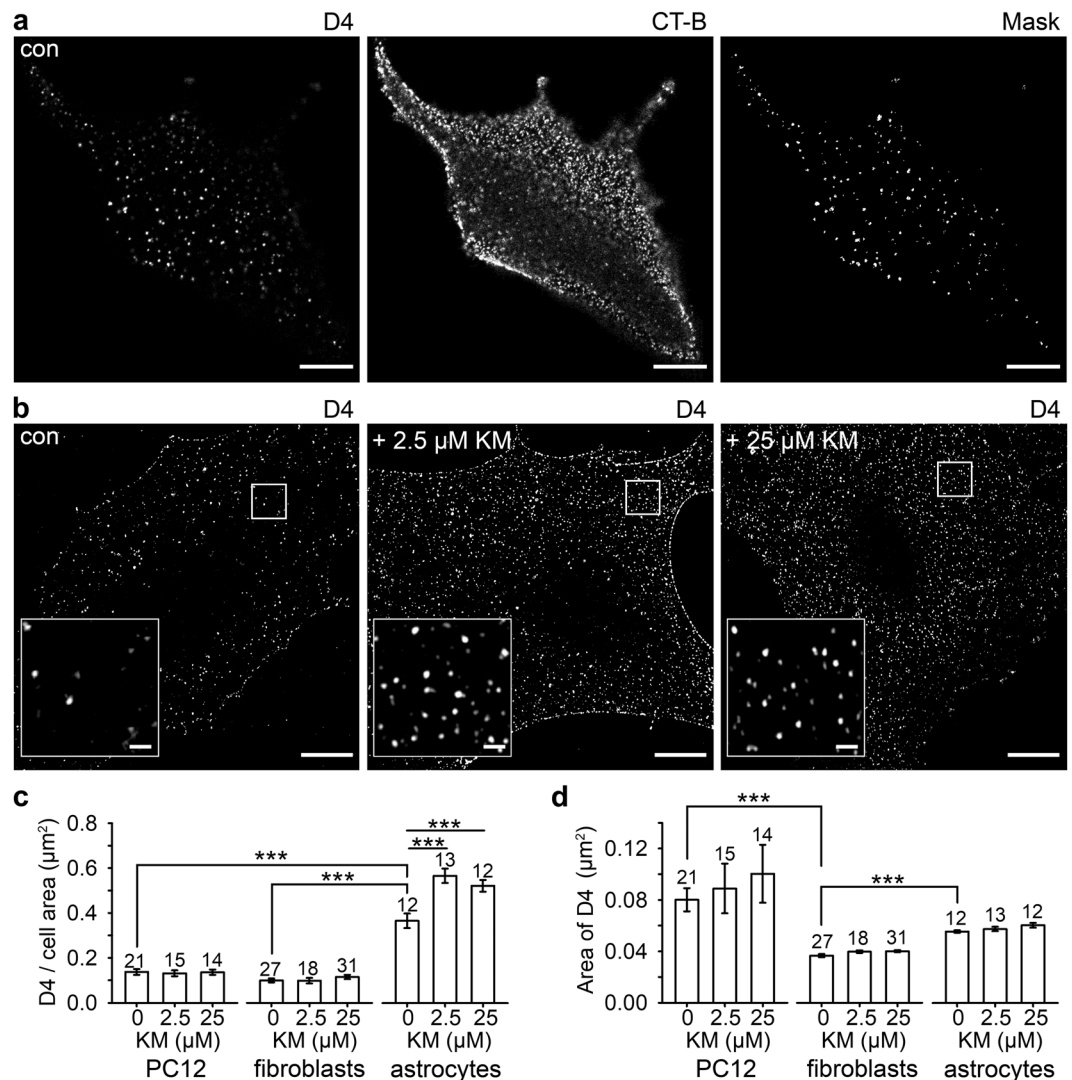 a
D4
CT-B
Mask
con
b
D4
D4
D4
con
+ 2.5 µM KM
+ 25 µM KM
c
d
D4 / cell area (µm²)
0.8
0.6
0.4
0.2
0.0
***
***
***
***
21
15
14
27
18
31
12
13
12
0
2.5
25
0
2.5
25
0
2.5
25
KM (µM)
KM (µM)
KM (µM)
PC12
fibroblasts
astrocytes
Area of D4 (µm²)
0.12
0.08
0.04
0.00
***
***
21
15
14
27
18
31
12
13
12
0
2.5
25
0
2.5
25
0
2.5
25
KM (µM)
KM (µM)
KM (µM)
PC12
fibroblasts
astrocytes